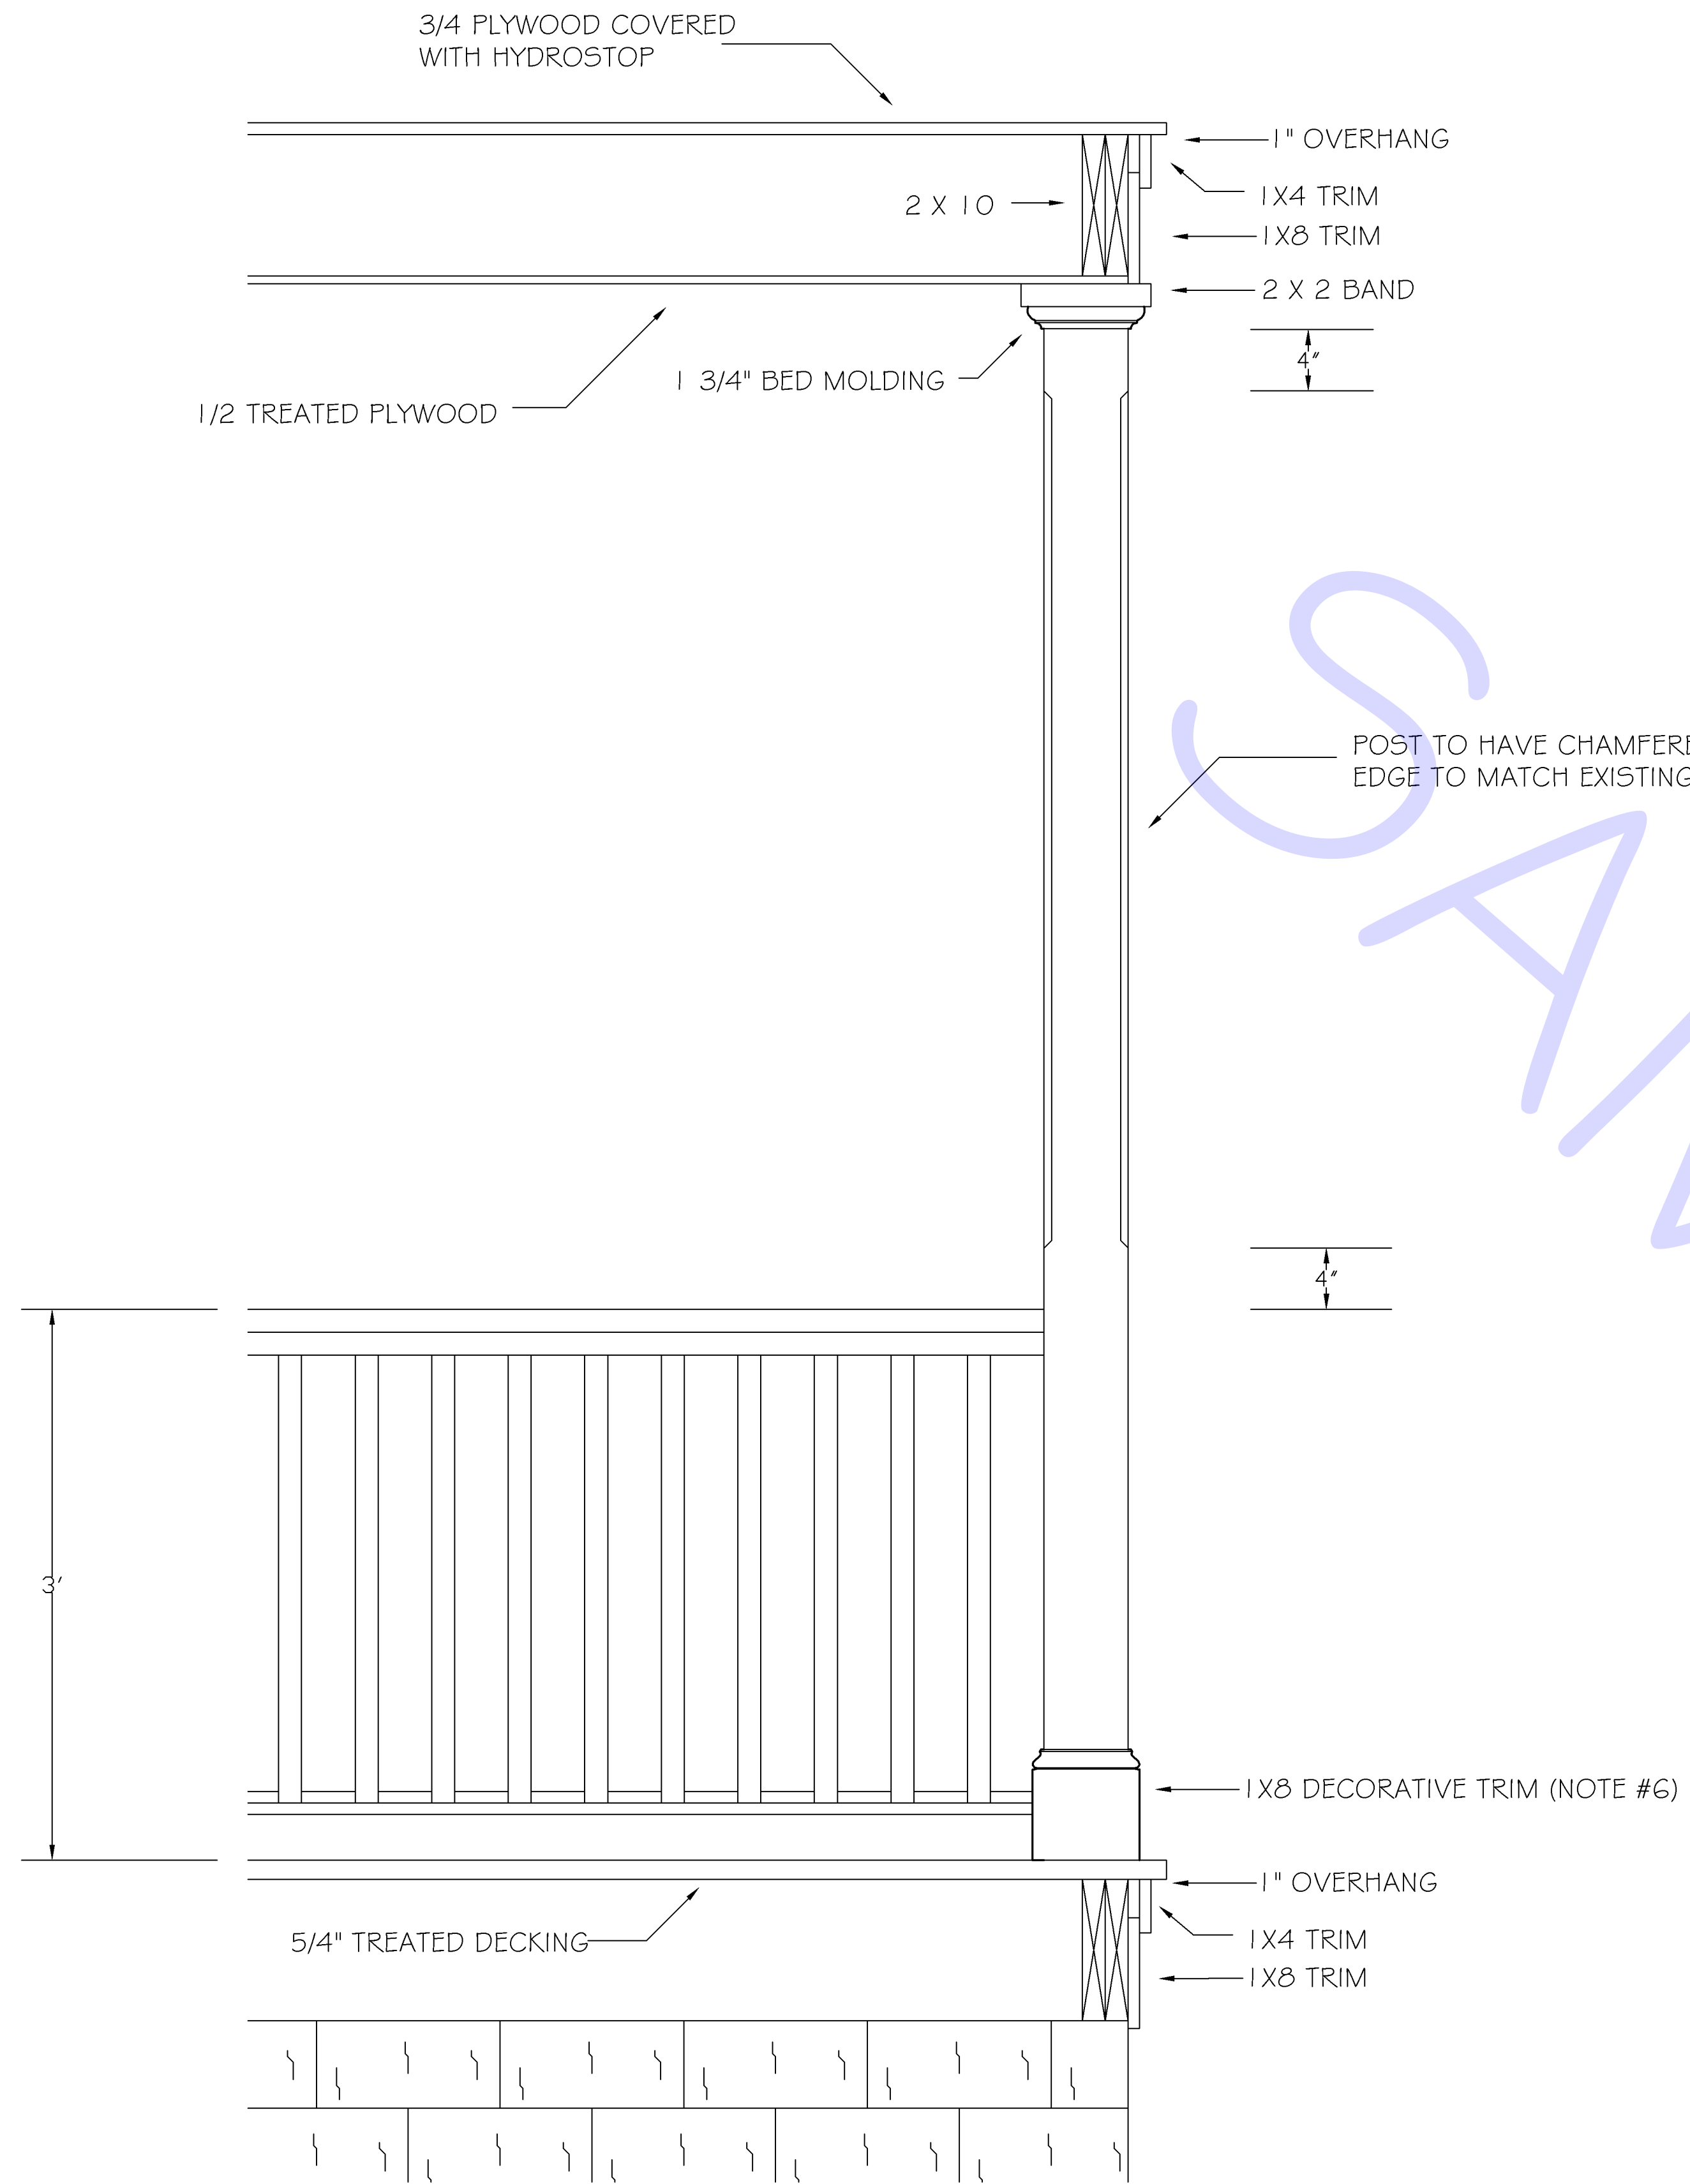 3/4 PLYWOOD COVERED
WITH HYDROSTOP
1" OVERHANG
1X4 TRIM
2 X 10
1X8 TRIM
2 X 2 BAND
4"
1 3/4" BED MOLDING
1/2 TREATED PLYWOOD
POST TO HAVE CHAMFERE
EDGE TO MATCH EXISTING
SAM
4"
3'
1X8 DECORATIVE TRIM (NOTE #6)
1" OVERHANG
5/4" TREATED DECKING
1X4 TRIM
1X8 TRIM